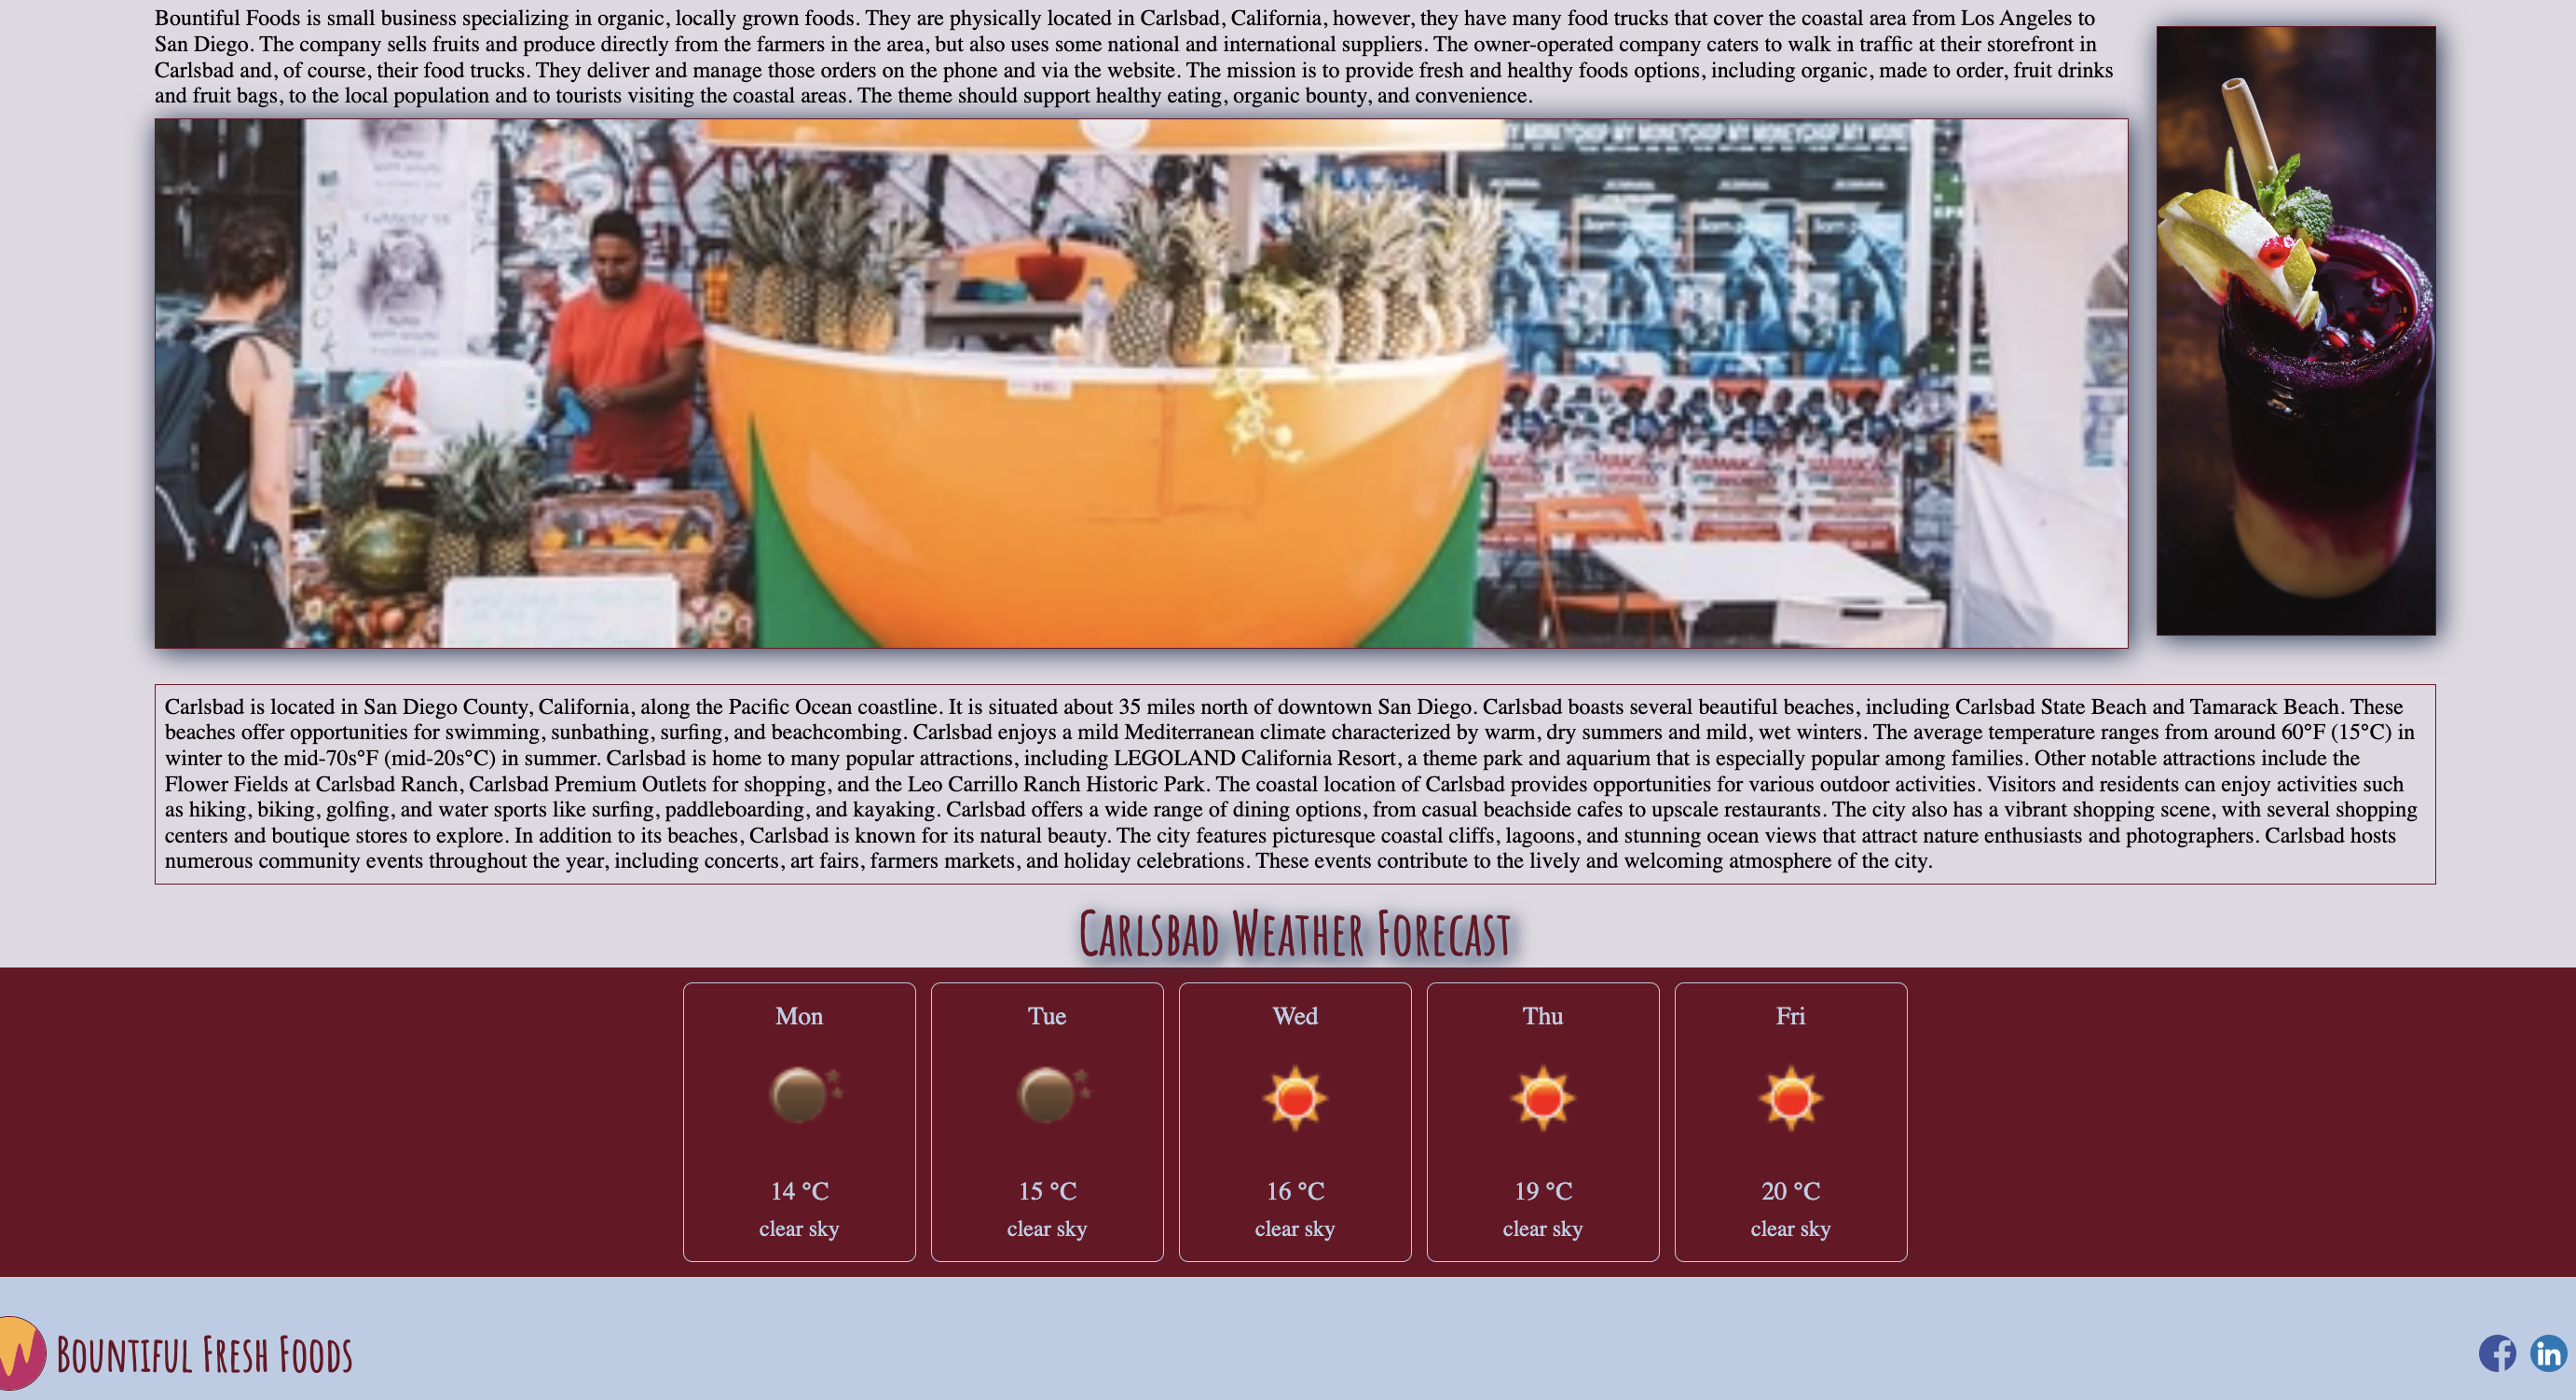 Bountiful Foods is small business specializing in organic, locally grown foods. They are physically located in Carlsbad, California, however, they have many food trucks that cover the coastal area from Los Angeles to
San Diego. The company sells fruits and produce directly from the farmers in the area, but also uses some national and international suppliers. The owner-operated company caters to walk in traffic at their storefront in
Carlsbad and, of course, their food trucks. They deliver and manage those orders on the phone and via the website. The mission is to provide fresh and healthy foods options, including organic, made to order, fruit drinks
and fruit bags, to the local population and to tourists visiting the coastal areas. The theme should support healthy eating, organic bounty, and convenience.
Carlsbad is located in San Diego County, California, along the Pacific Ocean coastline. It is situated about 35 miles north of downtown San Diego. Carlsbad boasts several beautiful beaches, including Carlsbad State Beach and Tamarack Beach. These
beaches offer opportunities for swimming, sunbathing, surfing, and beachcombing. Carlsbad enjoys a mild Mediterranean climate characterized by warm, dry summers and mild, wet winters. The average temperature ranges from around 60°F (15°C) in
winter to the mid-70s°F (mid-20s°C) in summer. Carlsbad is home to many popular attractions, including LEGOLAND California Resort, a theme park and aquarium that is especially popular among families. Other notable attractions include the
Flower Fields at Carlsbad Ranch, Carlsbad Premium Outlets for shopping, and the Leo Carrillo Ranch Historic Park. The coastal location of Carlsbad provides opportunities for various outdoor activities. Visitors and residents can enjoy activities such
as hiking, biking, golfing, and water sports like surfing, paddleboarding, and kayaking. Carlsbad offers a wide range of dining options, from casual beachside cafes to upscale restaurants. The city also has a vibrant shopping scene, with several shopping
centers and boutique stores to explore. In addition to its beaches, Carlsbad is known for its natural beauty. The city features picturesque coastal cliffs, lagoons, and stunning ocean views that attract nature enthusiasts and photographers. Carlsbad hosts
numerous community events throughout the year, including concerts, art fairs, farmers markets, and holiday celebrations. These events contribute to the lively and welcoming atmosphere of the city.
Carlsbad Weather Forecast
Mon
14 °C
clear sky
Tue
15 °C
clear sky
Wed
16 °C
clear sky
Thu
19 °C
clear sky
Fri
20 °C
clear sky
Bountiful Fresh Foods